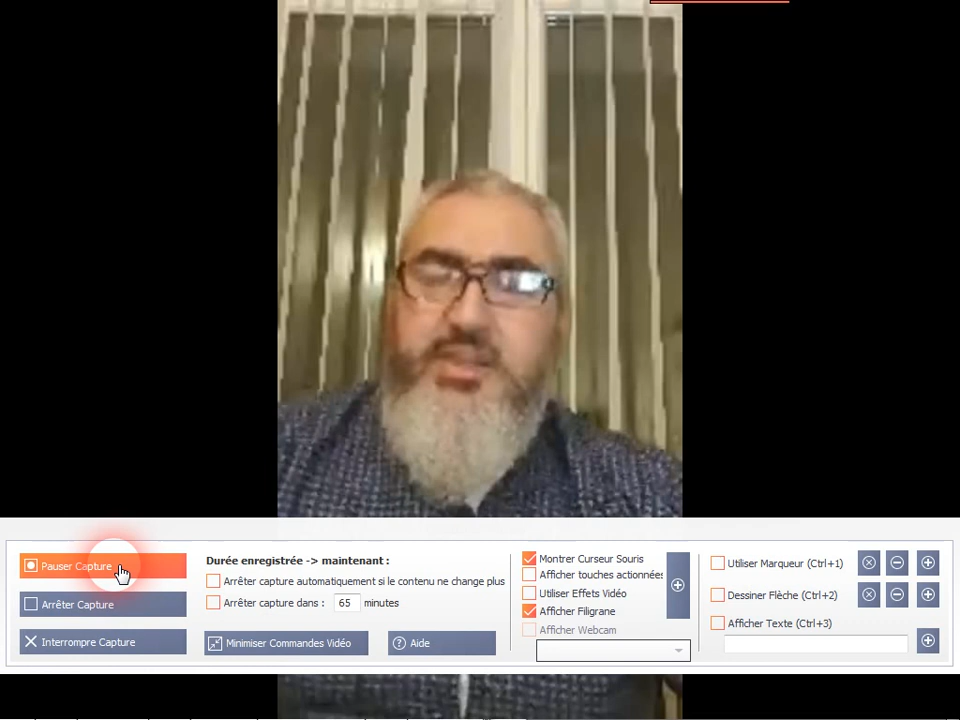 Pauser Capture
Arrêter Capture
Interrompre Capture
Durée enregistrée -> maintenant :
Arrêter capture automatiquement si le contenu ne change plus
Arrêter capture dans : 65 minutes
Minimiser Commandes Vidéo
Aide
Montrer Curseur Souris
Afficher touches actionnées
Utiliser Effets Vidéo
Afficher Filigrane
Afficher Webcam
Utiliser Marqueur (Ctrl+1)
Dessiner Flèche (Ctrl+2)
Afficher Texte (Ctrl+3)